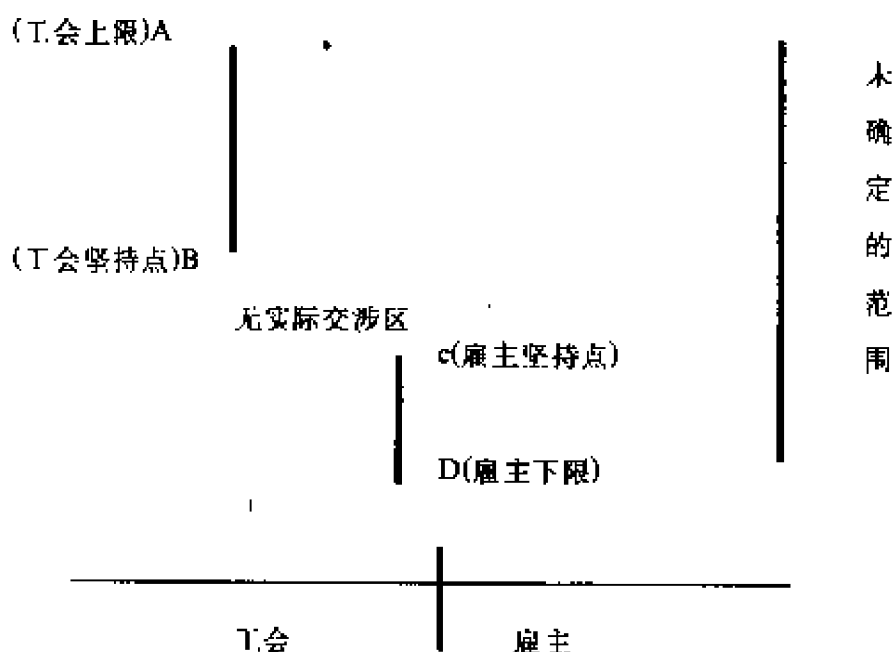 (工会上限)A
(工会坚持点)B
无实际交涉区
c(雇主坚持点)
D(雇主下限)
未确定的范围
工会
雇主